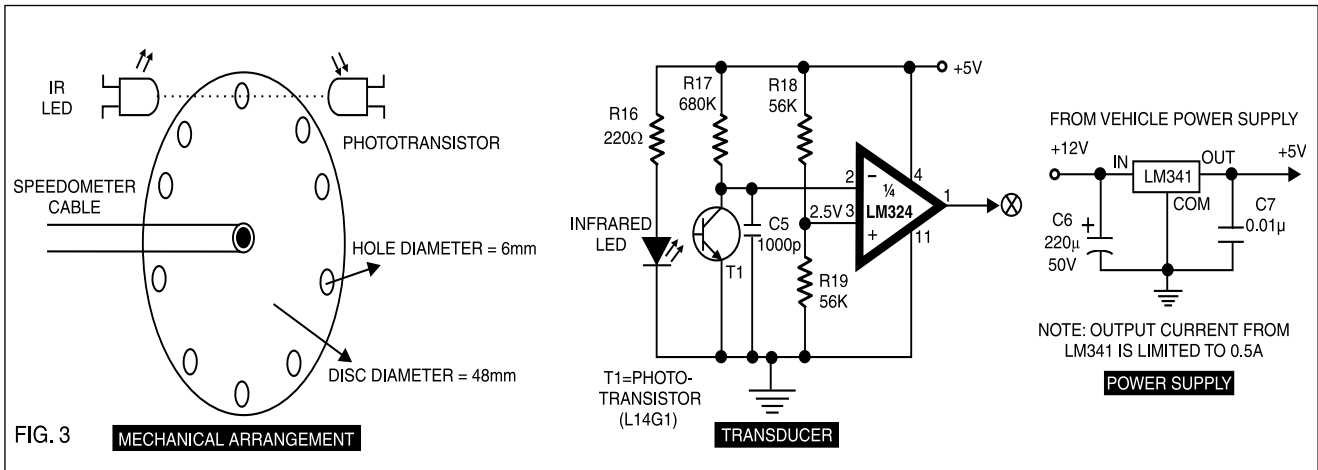 IR
LED
PHOTOTRANSISTOR
SPEEDOMETER
CABLE
HOLE DIAMETER = 6mm
DISC DIAMETER = 48mm
FIG. 3
MECHANICAL ARRANGEMENT
+5V
R16
220Ω
R17
680K
R18
56K
INFRARED
LED
T1
C5
1000p
2.5V
2
3
−
+
¼
LM324
4
11
1
X
R19
56K
T1=PHOTO-
TRANSISTOR
(L14G1)
TRANSDUCER
FROM VEHICLE POWER SUPPLY
+12V
IN
LM341
OUT
+5V
COM
C6
+
220µ
50V
C7
0.01µ
NOTE: OUTPUT CURRENT FROM
LM341 IS LIMITED TO 0.5A
POWER SUPPLY